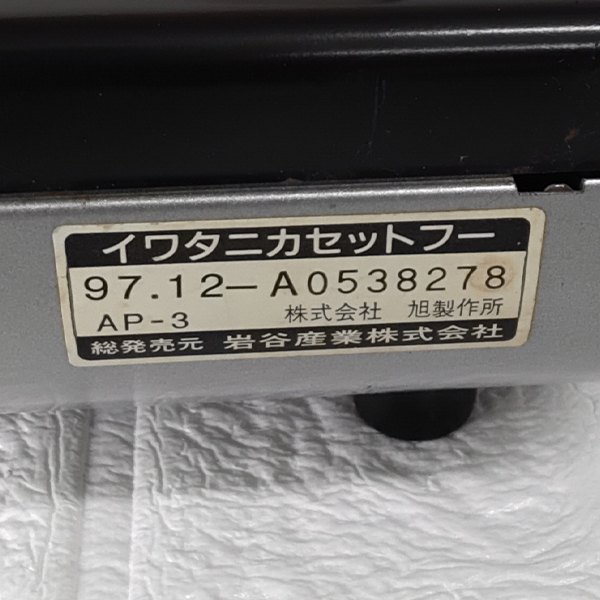 イワタニカセットフー
97.12-A0538278
AP-3 株式会社 旭製作所
総発売元 岩谷産業株式会社